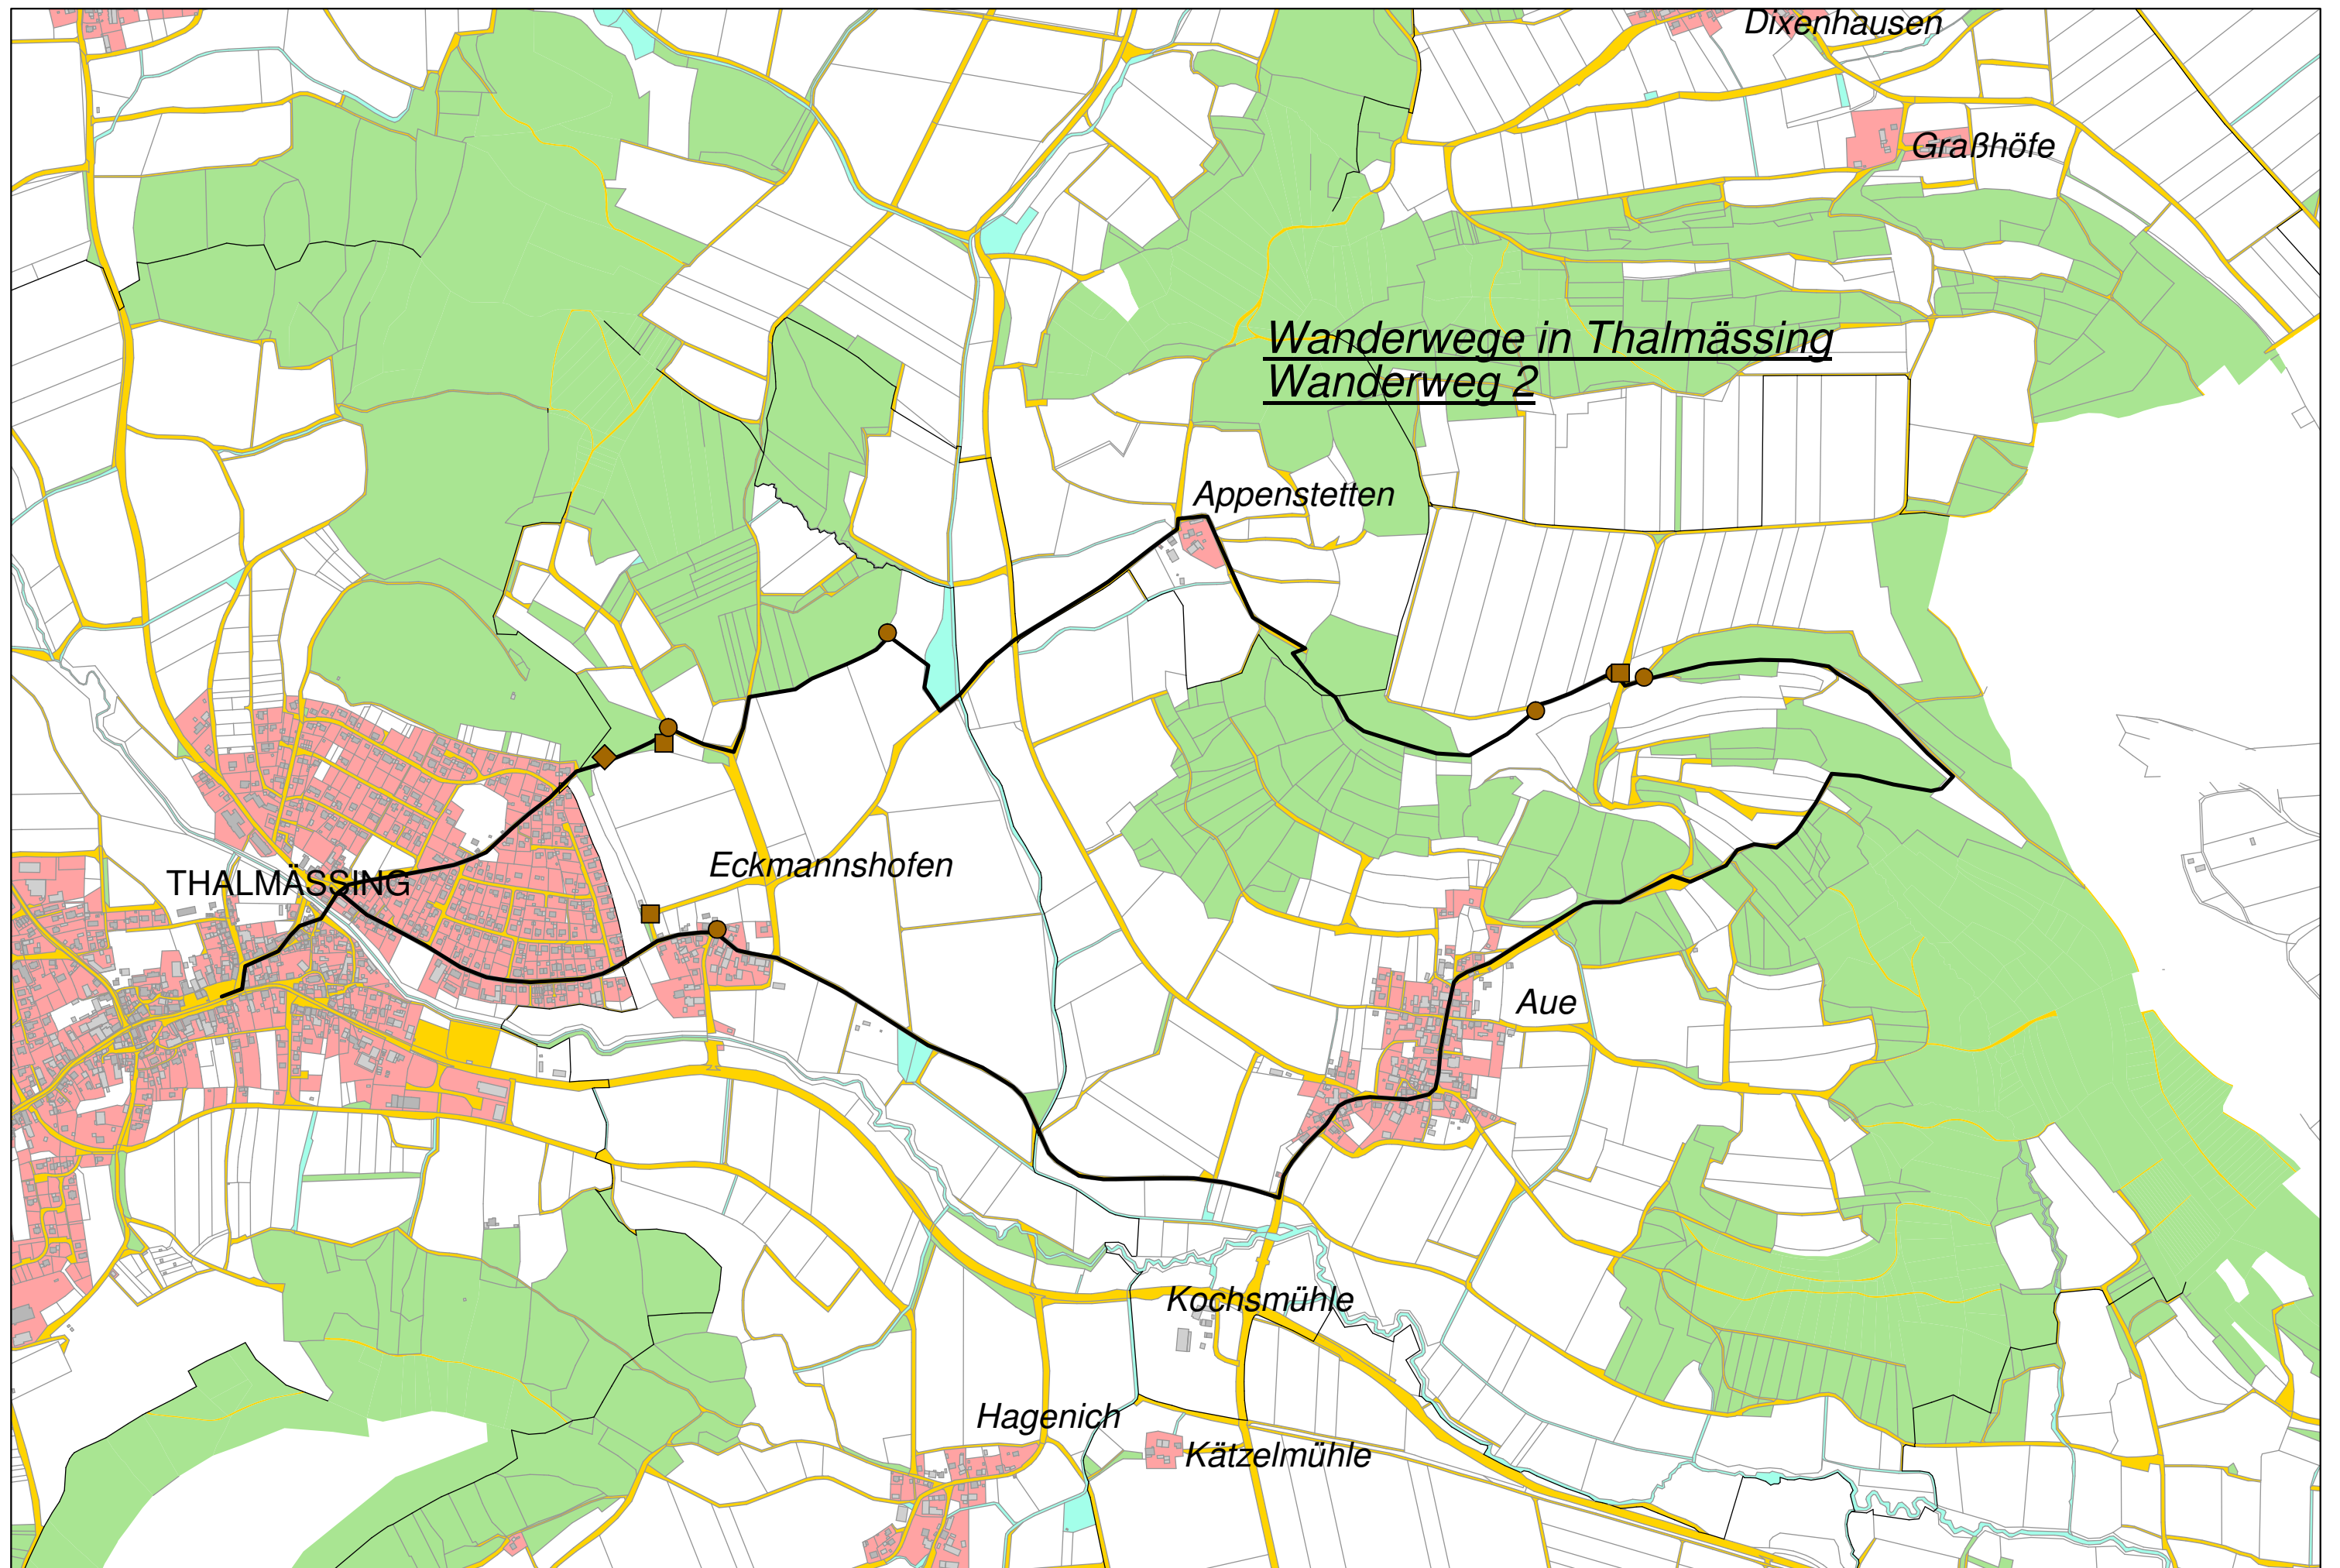 Dixenhausen
Graßhöfe
Wanderwege in Thalmässing
Wanderweg 2
Appenstetten
Eckmannshofen
THALMÄSSING
Aue
Kochsmühle
Hagenich
Kätzelmühle